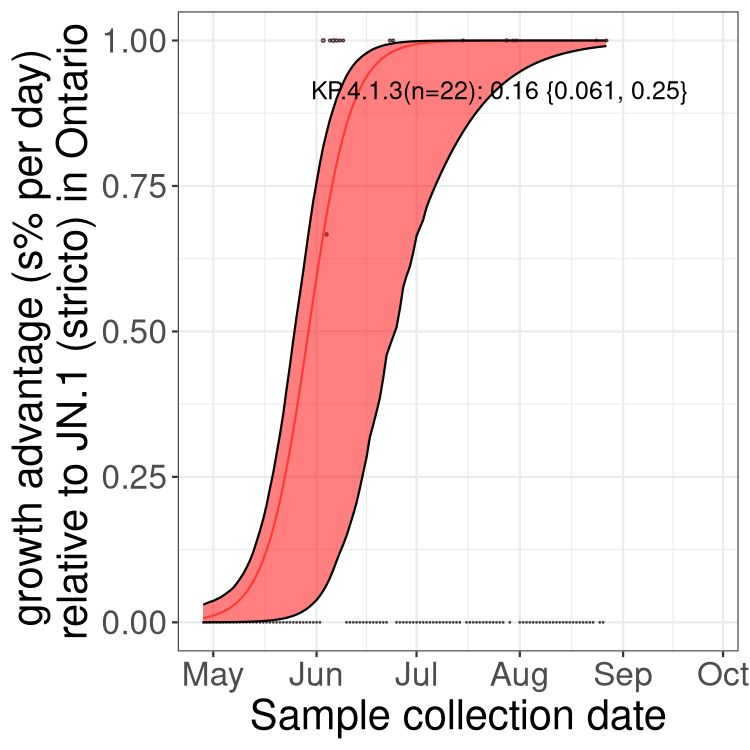 growth advantage (s% per day)
relative to JN.1 (stricto) in Ontario
1.00
0.75
0.50
0.25
0.00
KP.4.1.3(n=22): 0.16 {0.061, 0.25}
May Jun Jul Aug Sep Oct
Sample collection date